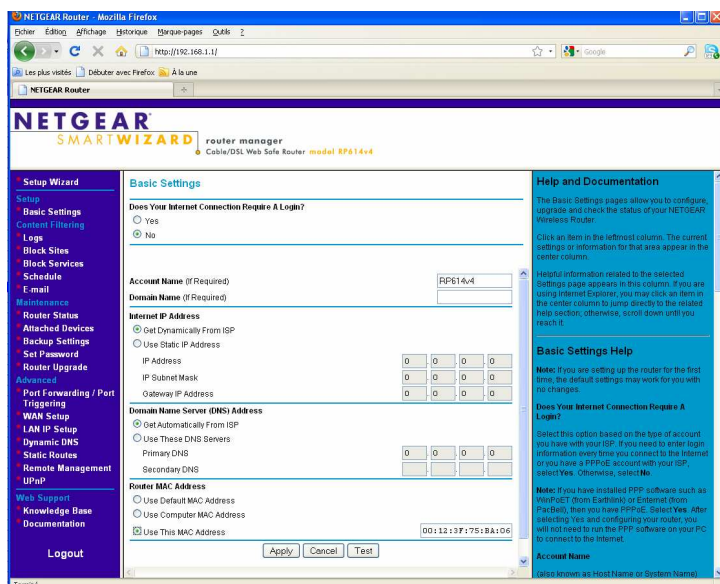 NETGEAR Router - Mozilla Firefox
Fichier Édition Affichage Historique Marque-pages Outils ?
http://192.168.1.1/
Google
Les plus visités Débuter avec Firefox À la une
NETGEAR Router
NETGEAR
SMARTWIZARD router manager
Cable/DSL Web Safe Router model RP614v4
Setup Wizard
Setup
Basic Settings
Content Filtering
Logs
Block Sites
Block Services
Schedule
E-mail
Maintenance
Router Status
Attached Devices
Backup Settings
Set Password
Router Upgrade
Advanced
Port Forwarding / Port
Triggering
WAN Setup
LAN IP Setup
Dynamic DNS
Static Routes
Remote Management
UPnP
Web Support
Knowledge Base
Documentation
Logout
Basic Settings
Does Your Internet Connection Require A Login?
Yes
No
Account Name (If Required) RP614v4
Domain Name (If Required)
Internet IP Address
Get Dynamically From ISP
Use Static IP Address
IP Address 0 . 0 . 0 . 0
IP Subnet Mask 0 . 0 . 0 . 0
Gateway IP Address 0 . 0 . 0 . 0
Domain Name Server (DNS) Address
Get Automatically From ISP
Use These DNS Servers
Primary DNS 0 . 0 . 0 . 0
Secondary DNS . . .
Router MAC Address
Use Default MAC Address
Use Computer MAC Address
Use This MAC Address 00:12:3F:75:BA:06
Apply Cancel Test
Help and Documentation
The Basic Settings pages allow you to configure,
upgrade and check the status of your NETGEAR
Wireless Router.
Click an item in the leftmost column. The current
settings or information for that area appear in the
center column.
Helpful information related to the selected
Settings page appears in this column. If you are
using Internet Explorer, you may click an item in
the center column to jump directly to the related
help section; otherwise, scroll down until you
reach it.
Basic Settings Help
Note: If you are setting up the router for the first
time, the default settings may work for you with
no changes.
Does Your Internet Connection Require A
Login?
Select this option based on the type of account
you have with your ISP. If you need to enter login
information every time you connect to the Internet
or you have a PPPoE account with your ISP,
select Yes. Otherwise, select No.
Note: If you have installed PPP software such as
WinPoET (from Earthlink) or Enternet (from
PacBell), then you have PPPoE. Select Yes. After
selecting Yes and configuring your router, you
will not need to run the PPP software on your PC
to connect to the Internet.
Account Name
(also known as Host Name or System Name)